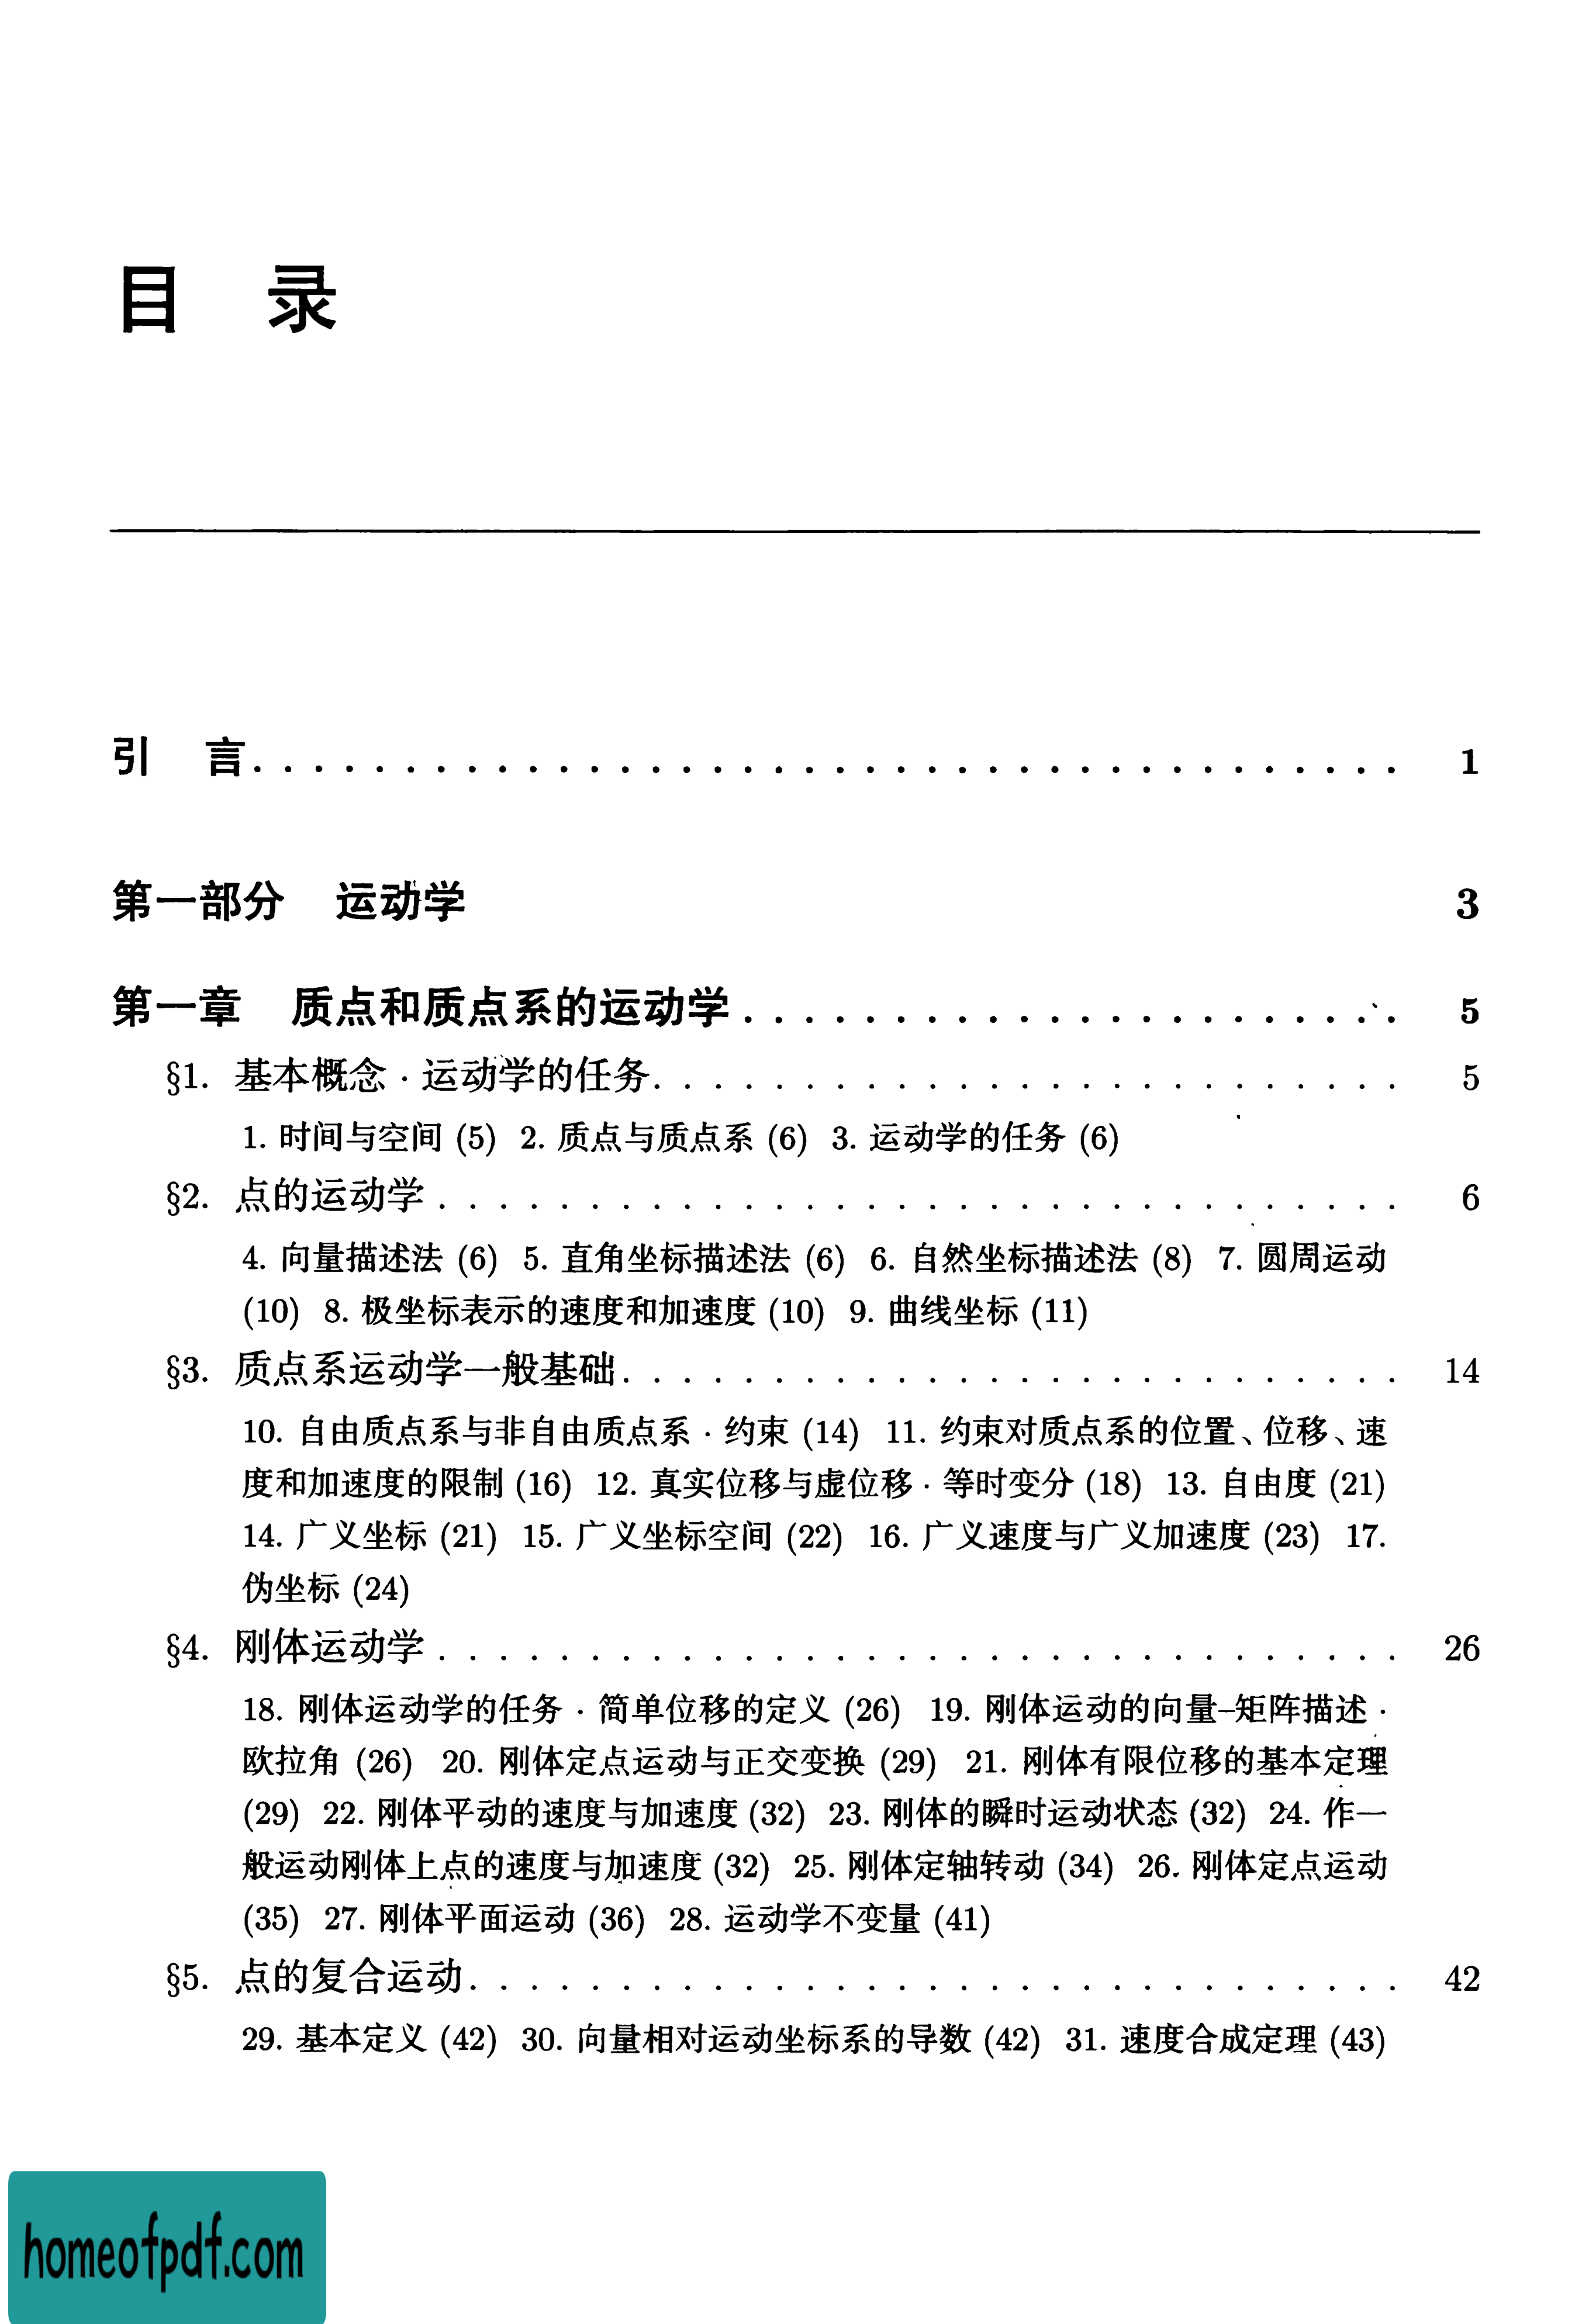 目 录
引 言. . . . . . . . . . . . . . . . . . . . . . . . . . . . . . . . . . . . . . 1
第一部分 运动学 3
第一章 质点和质点系的运动学 . . . . . . . . . . . . . . . . . . . . . . 5
§1. 基本概念 · 运动学的任务. . . . . . . . . . . . . . . . . . . . . . . . . 5
1. 时间与空间 (5) 2. 质点与质点系 (6) 3. 运动学的任务 (6)
§2. 点的运动学 . . . . . . . . . . . . . . . . . . . . . . . . . . . . . . . . 6
4. 向量描述法 (6) 5. 直角坐标描述法 (6) 6. 自然坐标描述法 (8) 7. 圆周运动
(10) 8. 极坐标表示的速度和加速度 (10) 9. 曲线坐标 (11)
§3. 质点系运动学一般基础. . . . . . . . . . . . . . . . . . . . . . . . . . 14
10. 自由质点系与非自由质点系 · 约束 (14) 11. 约束对质点系的位置、位移、速
度和加速度的限制 (16) 12. 真实位移与虚位移 · 等时变分 (18) 13. 自由度 (21)
14. 广义坐标 (21) 15. 广义坐标空间 (22) 16. 广义速度与广义加速度 (23) 17.
伪坐标 (24)
§4. 刚体运动学 . . . . . . . . . . . . . . . . . . . . . . . . . . . . . . . . 26
18. 刚体运动学的任务 · 简单位移的定义 (26) 19. 刚体运动的向量–矩阵描述 ·
欧拉角 (26) 20. 刚体定点运动与正交变换 (29) 21. 刚体有限位移的基本定理
(29) 22. 刚体平动的速度与加速度 (32) 23. 刚体的瞬时运动状态 (32) 24. 作一
般运动刚体上点的速度与加速度 (32) 25. 刚体定轴转动 (34) 26. 刚体定点运动
(35) 27. 刚体平面运动 (36) 28. 运动学不变量 (41)
§5. 点的复合运动. . . . . . . . . . . . . . . . . . . . . . . . . . . . . . . 42
29. 基本定义 (42) 30. 向量相对运动坐标系的导数 (42) 31. 速度合成定理 (43)
homeofpdf.com